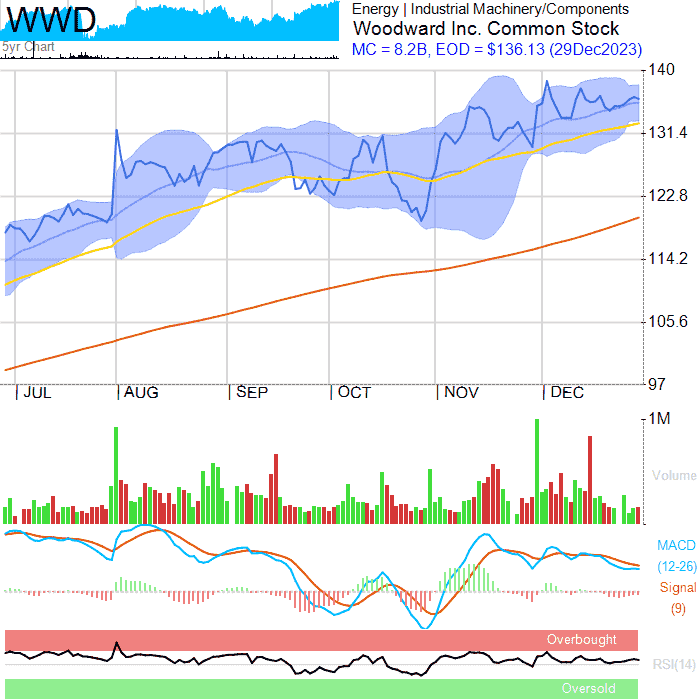 WWD
5yr Chart
Energy | Industrial Machinery/Components
Woodward Inc. Common Stock
MC = 8.2B, EOD = $136.13 (29Dec2023)
140
131.4
122.8
114.2
105.6
97
JUL AUG SEP OCT NOV DEC
1M
Volume
MACD
(12-26)
Signal
(9)
Overbought
RSI(14)
Oversold